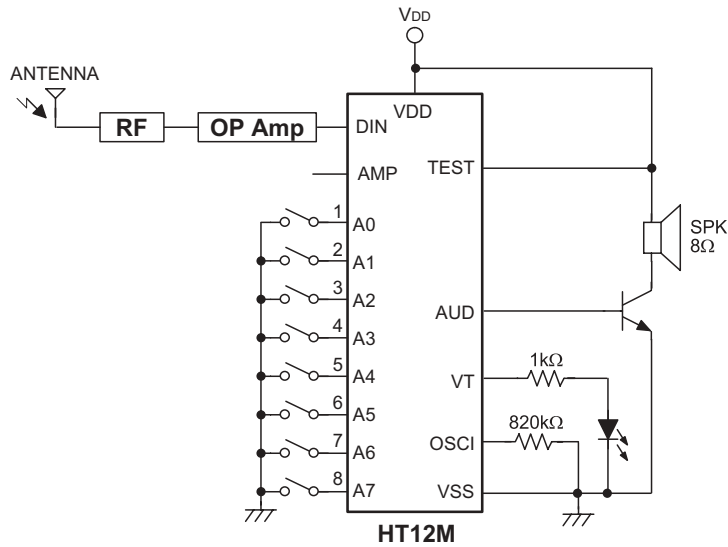 VDD
ANTENNA
RF
OP Amp
DIN
VDD
AMP
TEST
1
A0
2
A1
3
A2
4
A3
5
A4
6
A5
7
A6
8
A7
SPK
8Ω
AUD
1kΩ
VT
820kΩ
OSCI
VSS
HT12M